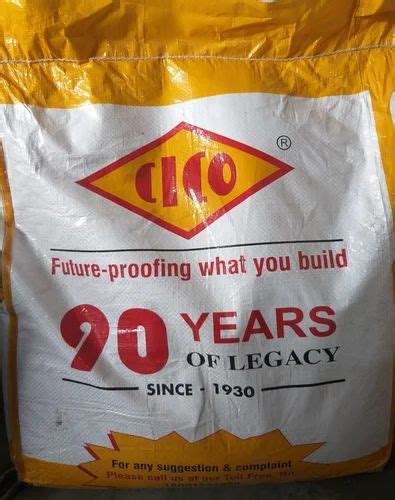 CICO ®
Future-proofing what you build
90 YEARS
OF LEGACY
SINCE - 1930
For any suggestion & complaint
Please call us at our Toll Free. No.